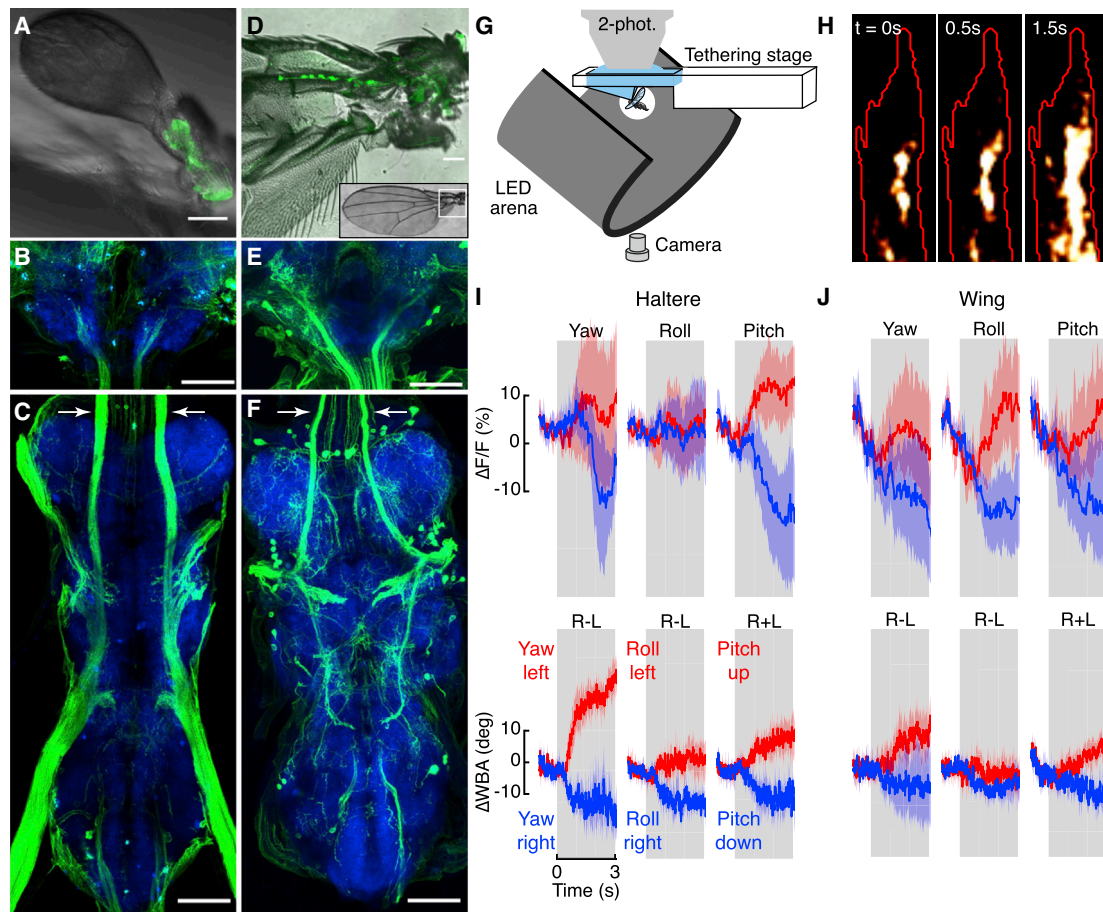 A
D
G
2-phot.
Tethering stage
LED
arena
Camera
H
t = 0s
0.5s
1.5s
B
E
C
F
I
Haltere
Yaw
Roll
Pitch
ΔF/F (%)
10
0
-10
J
Wing
Yaw
Roll
Pitch
R-L
R-L
R+L
Yaw
left
Roll
left
Pitch
up
ΔWBA (deg)
10
0
-10
Yaw
right
Roll
right
Pitch
down
0
3
Time (s)
R-L
R-L
R+L